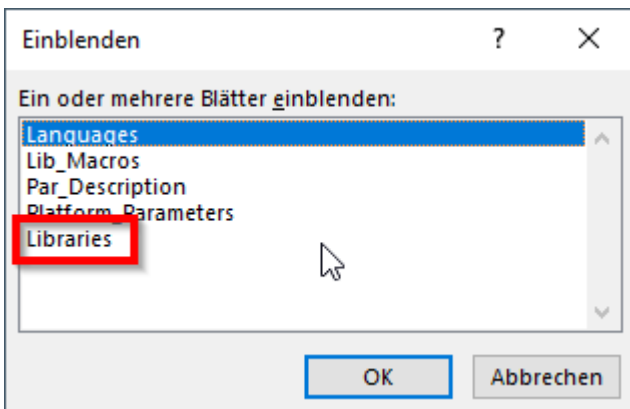 Einblenden ? X
Ein oder mehrere Blätter einblenden:
Languages
Lib_Macros
Par_Description
Platform_Parameters
Libraries
OK Abbrechen